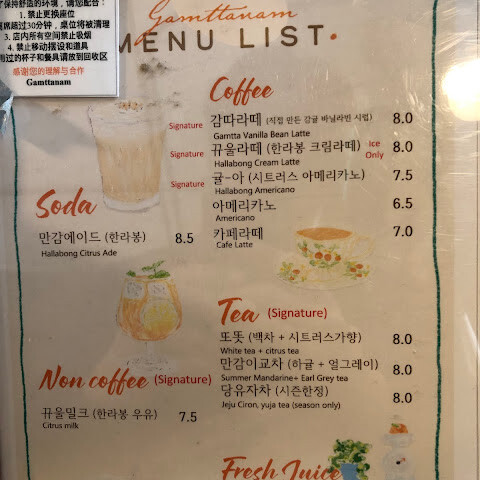 了保持舒适的环境，请您配合：
1. 禁止更换座位
席超过30分钟，桌位将被清理
3. 店内所有空间禁止吸烟
4. 禁止移动摆设和道具
用过的杯子和餐具请放到回收区
感谢您的理解与合作
Gamttanam
Gamttanam
MENU LIST.
Coffee
Signature 감따라떼 (직접 만든 감귤 바닐라빈 시럽) 8.0
Gamtta Vanilla Bean Latte
Signature 뀨울라떼 (한라봉 크림라떼) Ice Only 8.0
Hallabong Cream Latte
Signature 귤-아 (시트러스 아메리카노) 7.5
Hallabong Americano
아메리카노 6.5
Americano
카페라떼 7.0
Cafe Latte
Soda
만감에이드 (한라봉) 8.5
Hallabong Citrus Ade
Tea (Signature)
또똣 (백차 + 시트러스가향) 8.0
White tea + citrus tea
만감이교차 (하귤 + 얼그레이) 8.0
Summer Mandarine+ Earl Grey tea
당유자차 (시즌한정) 8.0
Jeju Ciron, yuja tea (season only)
Non coffee (Signature)
뀨울밀크 (한라봉 우유) 7.5
Citrus milk
Fresh Juice